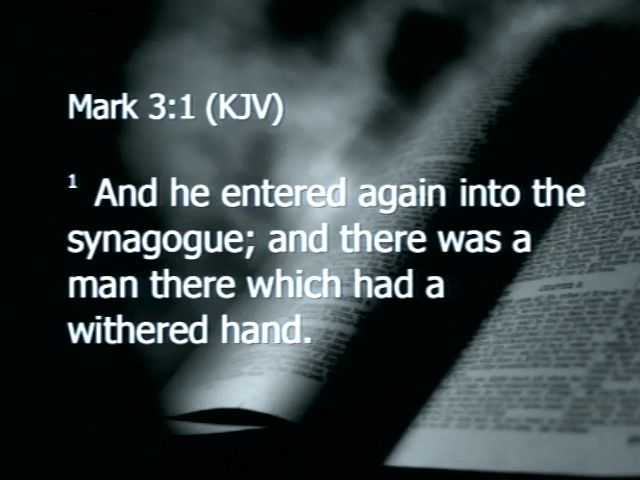 Mark 3:1 (KJV)
1 And he entered again into the
synagogue; and there was a
man there which had a
withered hand.